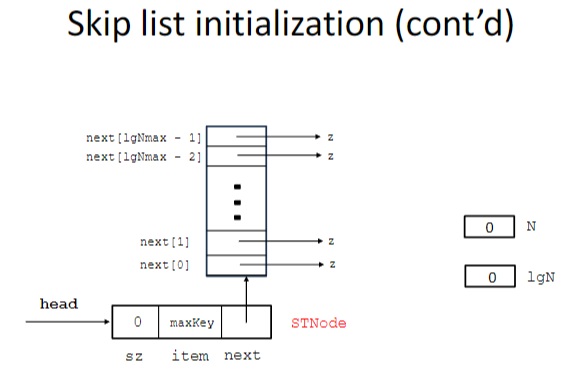 Skip list initialization (cont’d)
next[lgNmax - 1] z
next[lgNmax - 2] z
next[1] z
next[0] z
0 N
0 lgN
head
0 maxKey STNode
sz item next